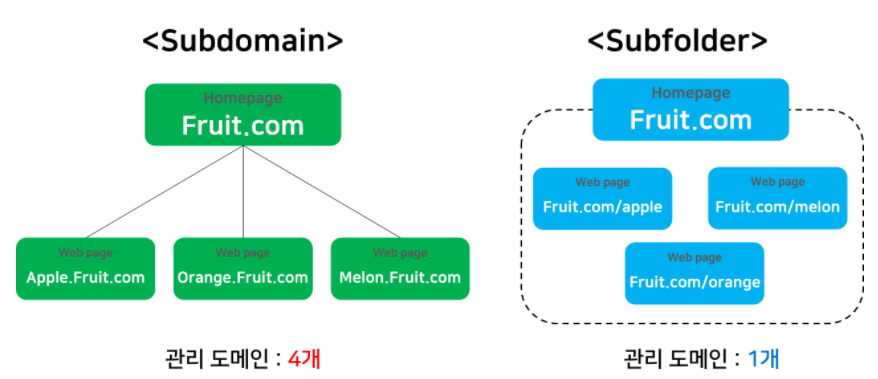 <Subdomain>
Homepage
Fruit.com
Web page
Apple.Fruit.com
Web page
Orange.Fruit.com
Web page
Melon.Fruit.com
관리 도메인 : 4개
<Subfolder>
Homepage
Fruit.com
Web page
Fruit.com/apple
Web page
Fruit.com/melon
Web page
Fruit.com/orange
관리 도메인 : 1개